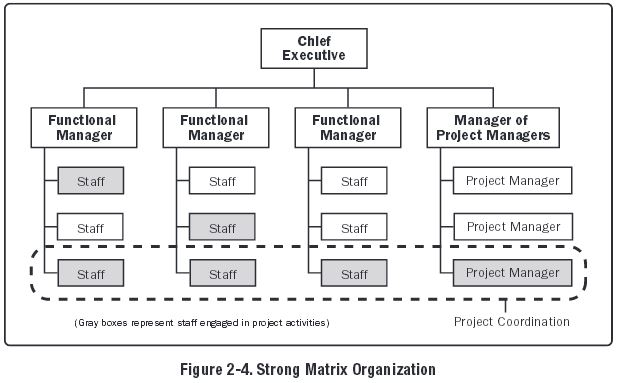 Chief
Executive
Functional
Manager
Functional
Manager
Functional
Manager
Manager of
Project Managers
Staff
Staff
Staff
Project Manager
Staff
Staff
Staff
Project Manager
Staff
Staff
Staff
Project Manager
(Gray boxes represent staff engaged in project activities)
Project Coordination
Figure 2-4. Strong Matrix Organization